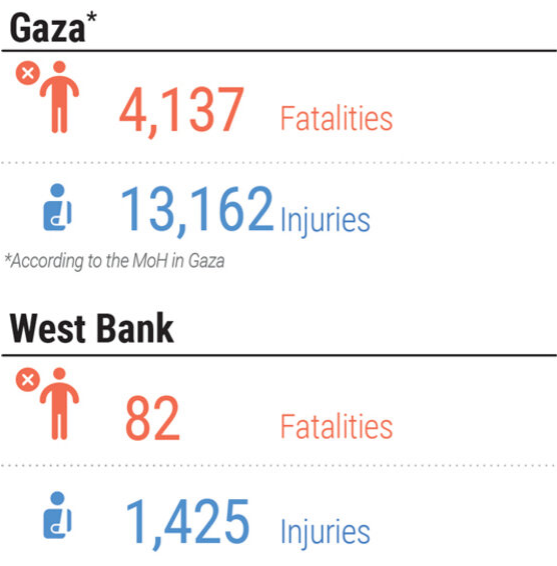 Gaza*
4,137 Fatalities
13,162 Injuries
*According to the MoH in Gaza
West Bank
82 Fatalities
1,425 Injuries